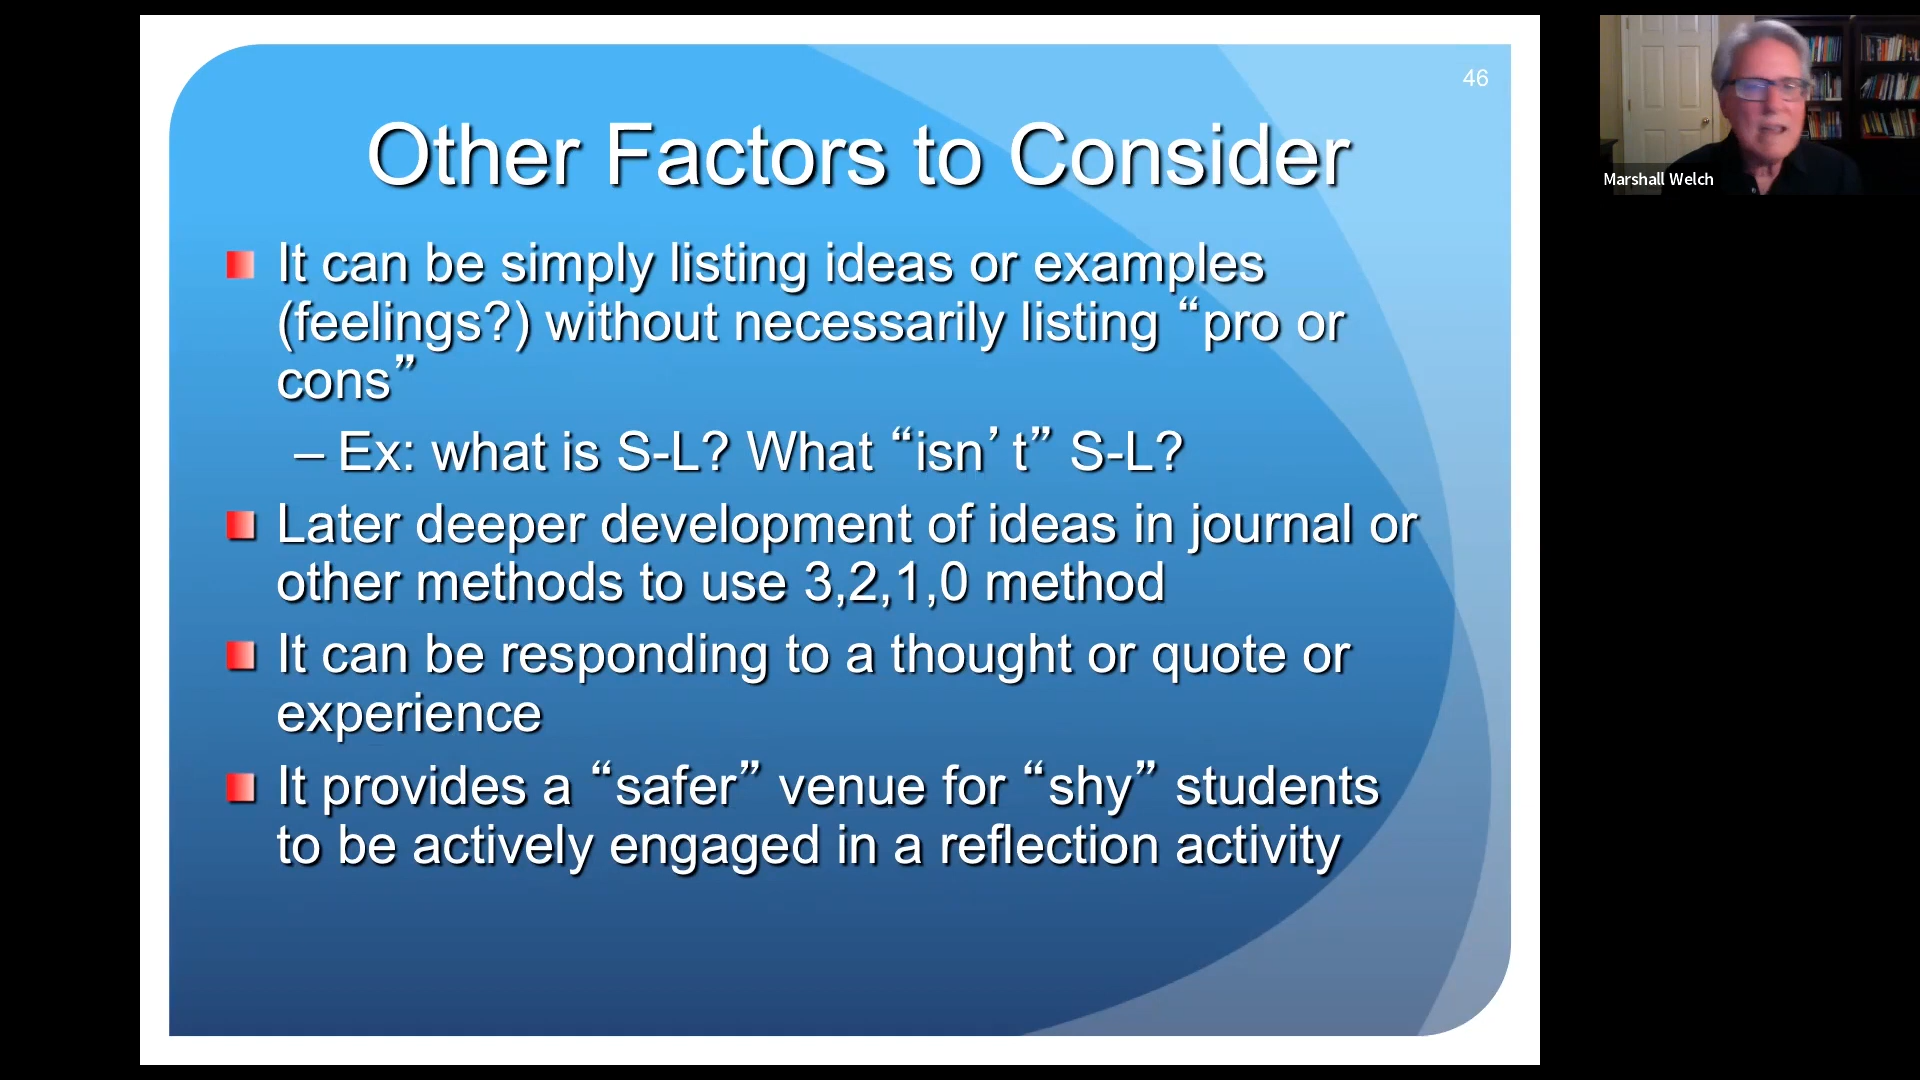 46
Other Factors to Consider
It can be simply listing ideas or examples
(feelings?) without necessarily listing “pro or
cons”
– Ex: what is S-L? What “isn’t” S-L?
Later deeper development of ideas in journal or
other methods to use 3,2,1,0 method
It can be responding to a thought or quote or
experience
It provides a “safer” venue for “shy” students
to be actively engaged in a reflection activity
Marshall Welch